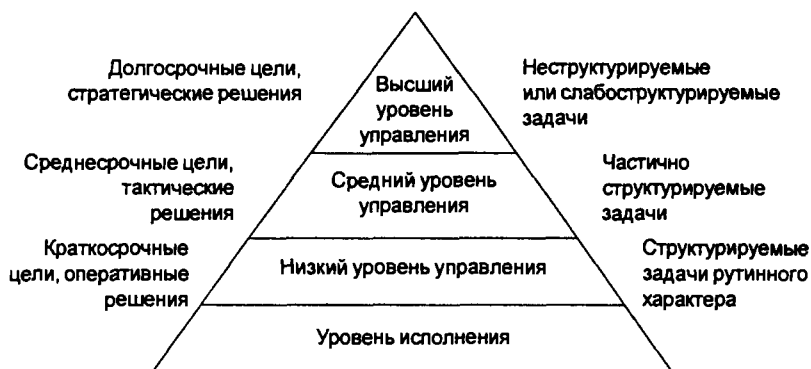 Долгосрочные цели,
стратегические решения
Высший
уровень
управления
Неструктурируемые
или слабоструктурируемые
задачи
Среднесрочные цели,
тактические
решения
Средний уровень
управления
Частично
структурируемые
задачи
Краткосрочные
цели, оперативные
решения
Низкий уровень управления
Структурируемые
задачи рутинного
характера
Уровень исполнения